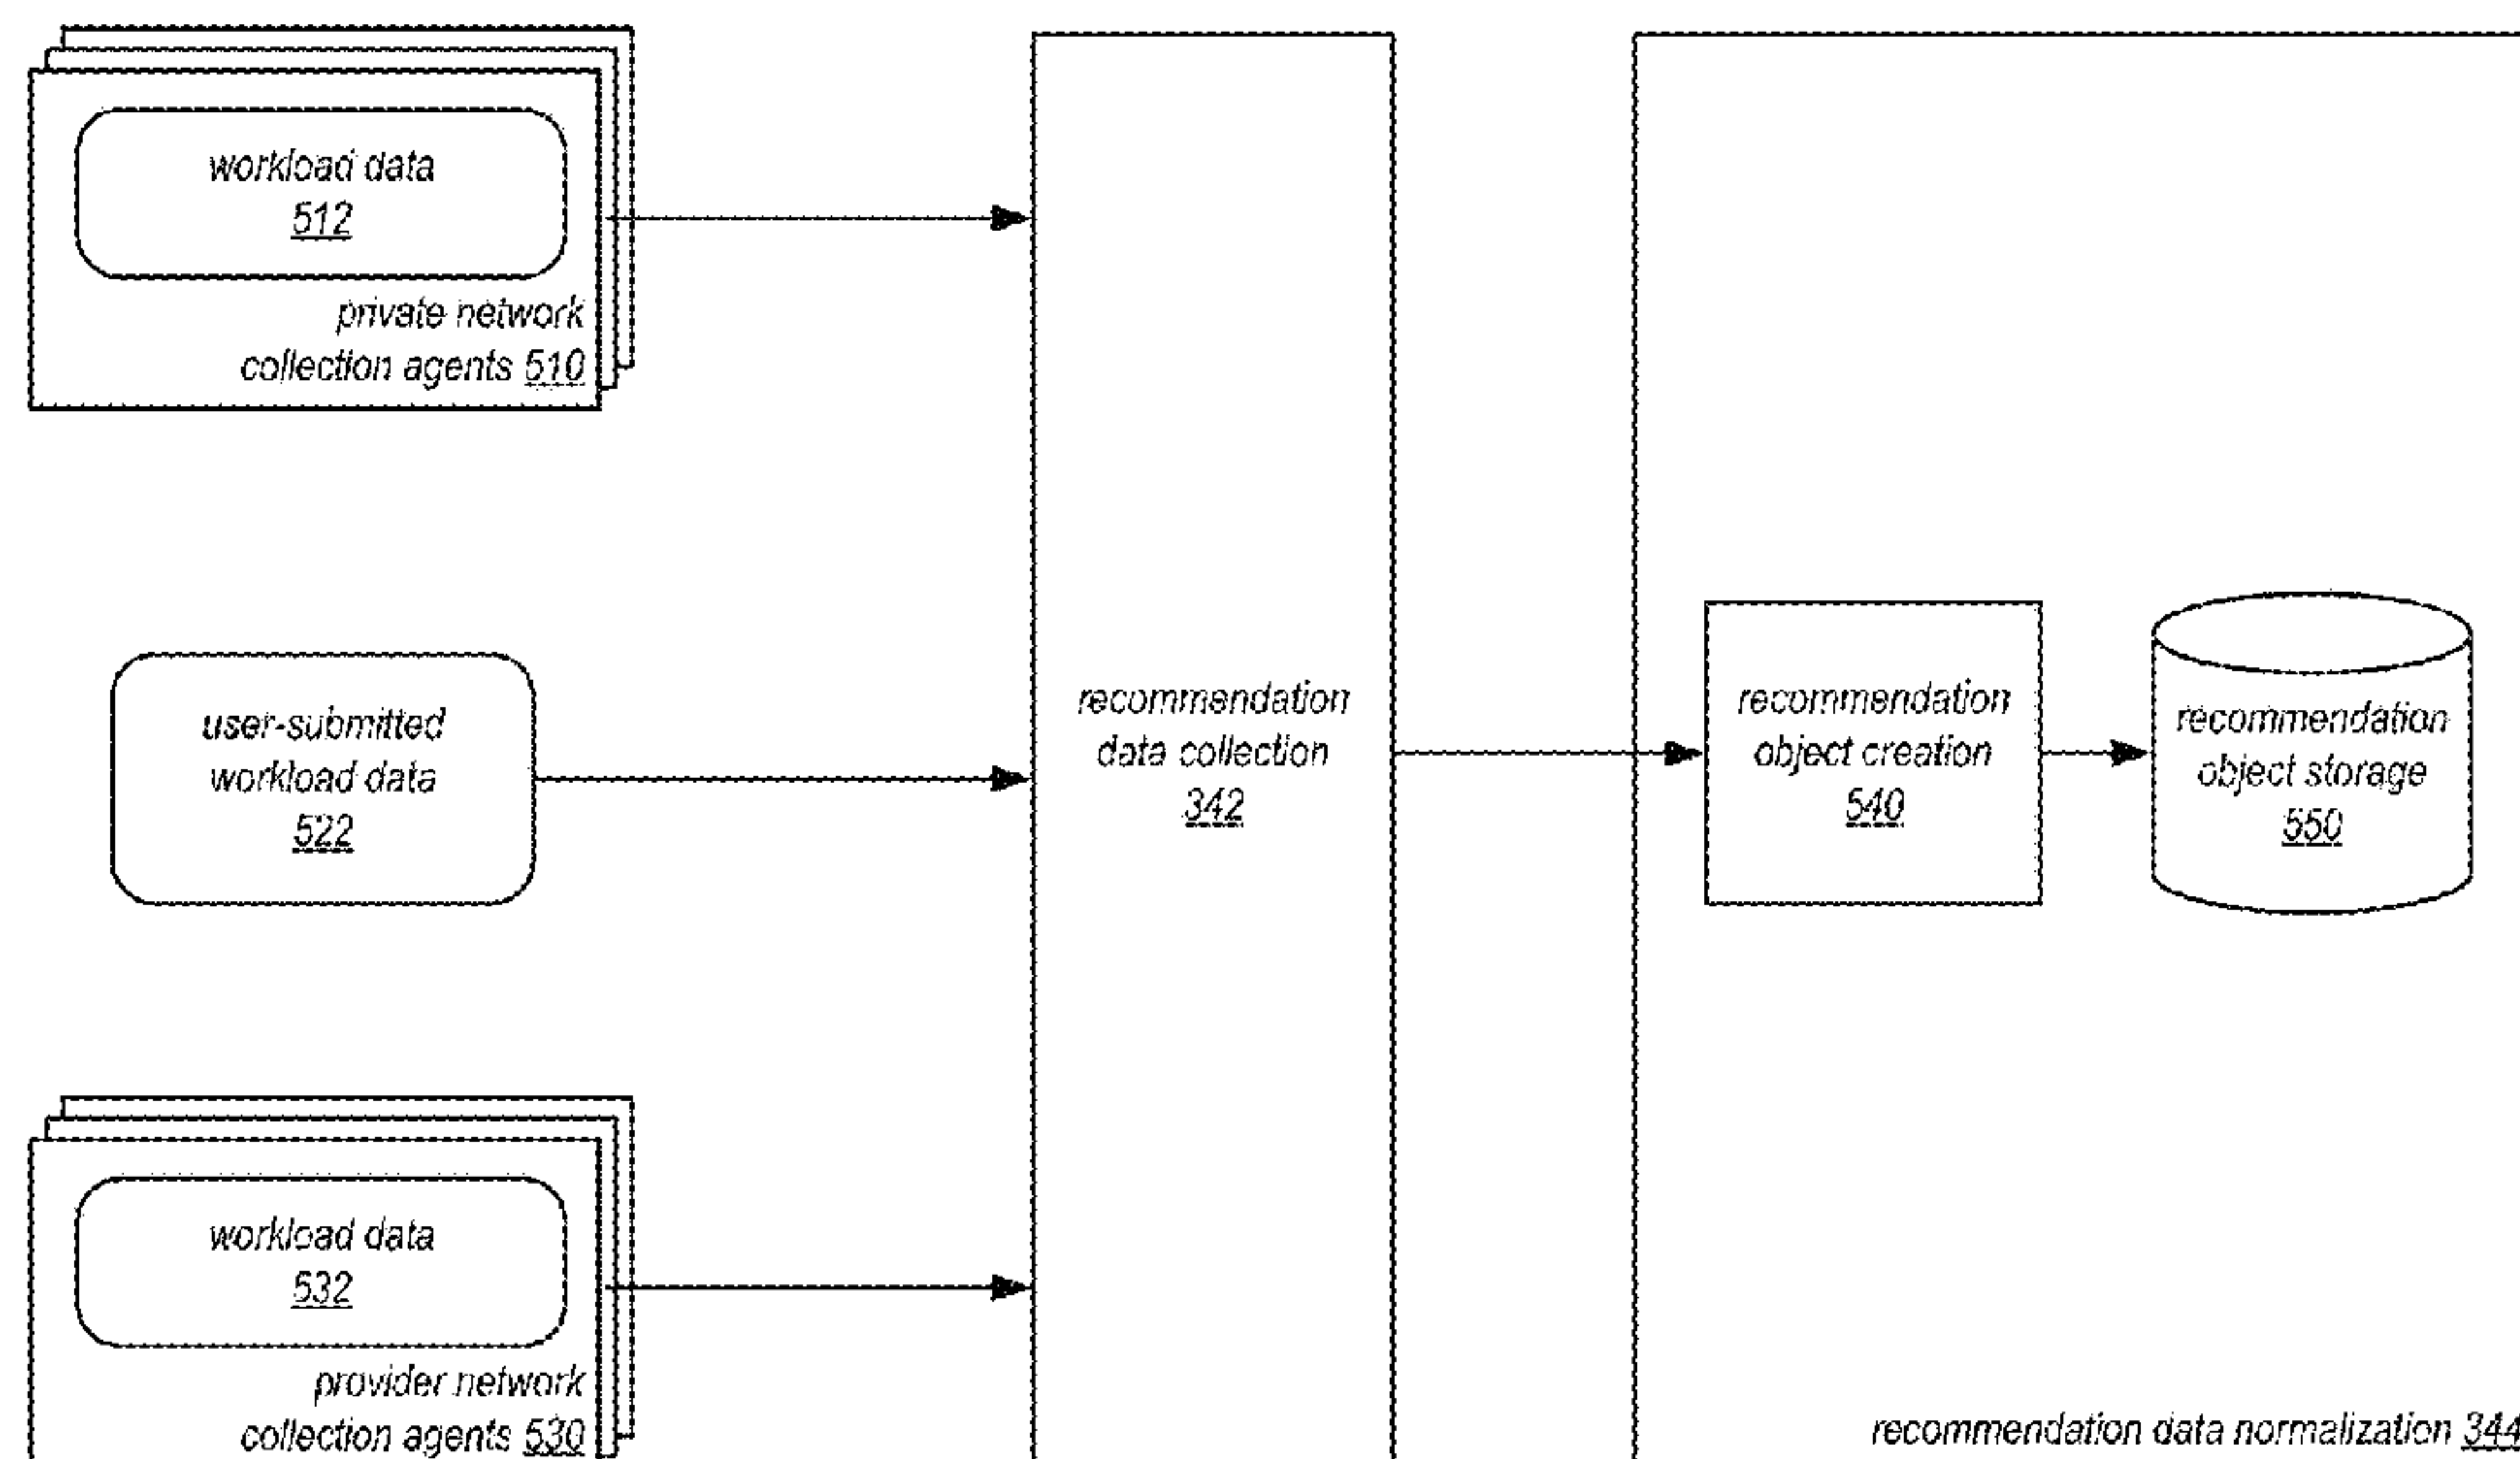 workload data
512
private network
collection agents 510
user-submitted
workload data
522
workload data
532
provider network
collection agents 530
recommendation
data collection
342
recommendation
object creation
540
recommendation
object storage
550
recommendation data normalization 344